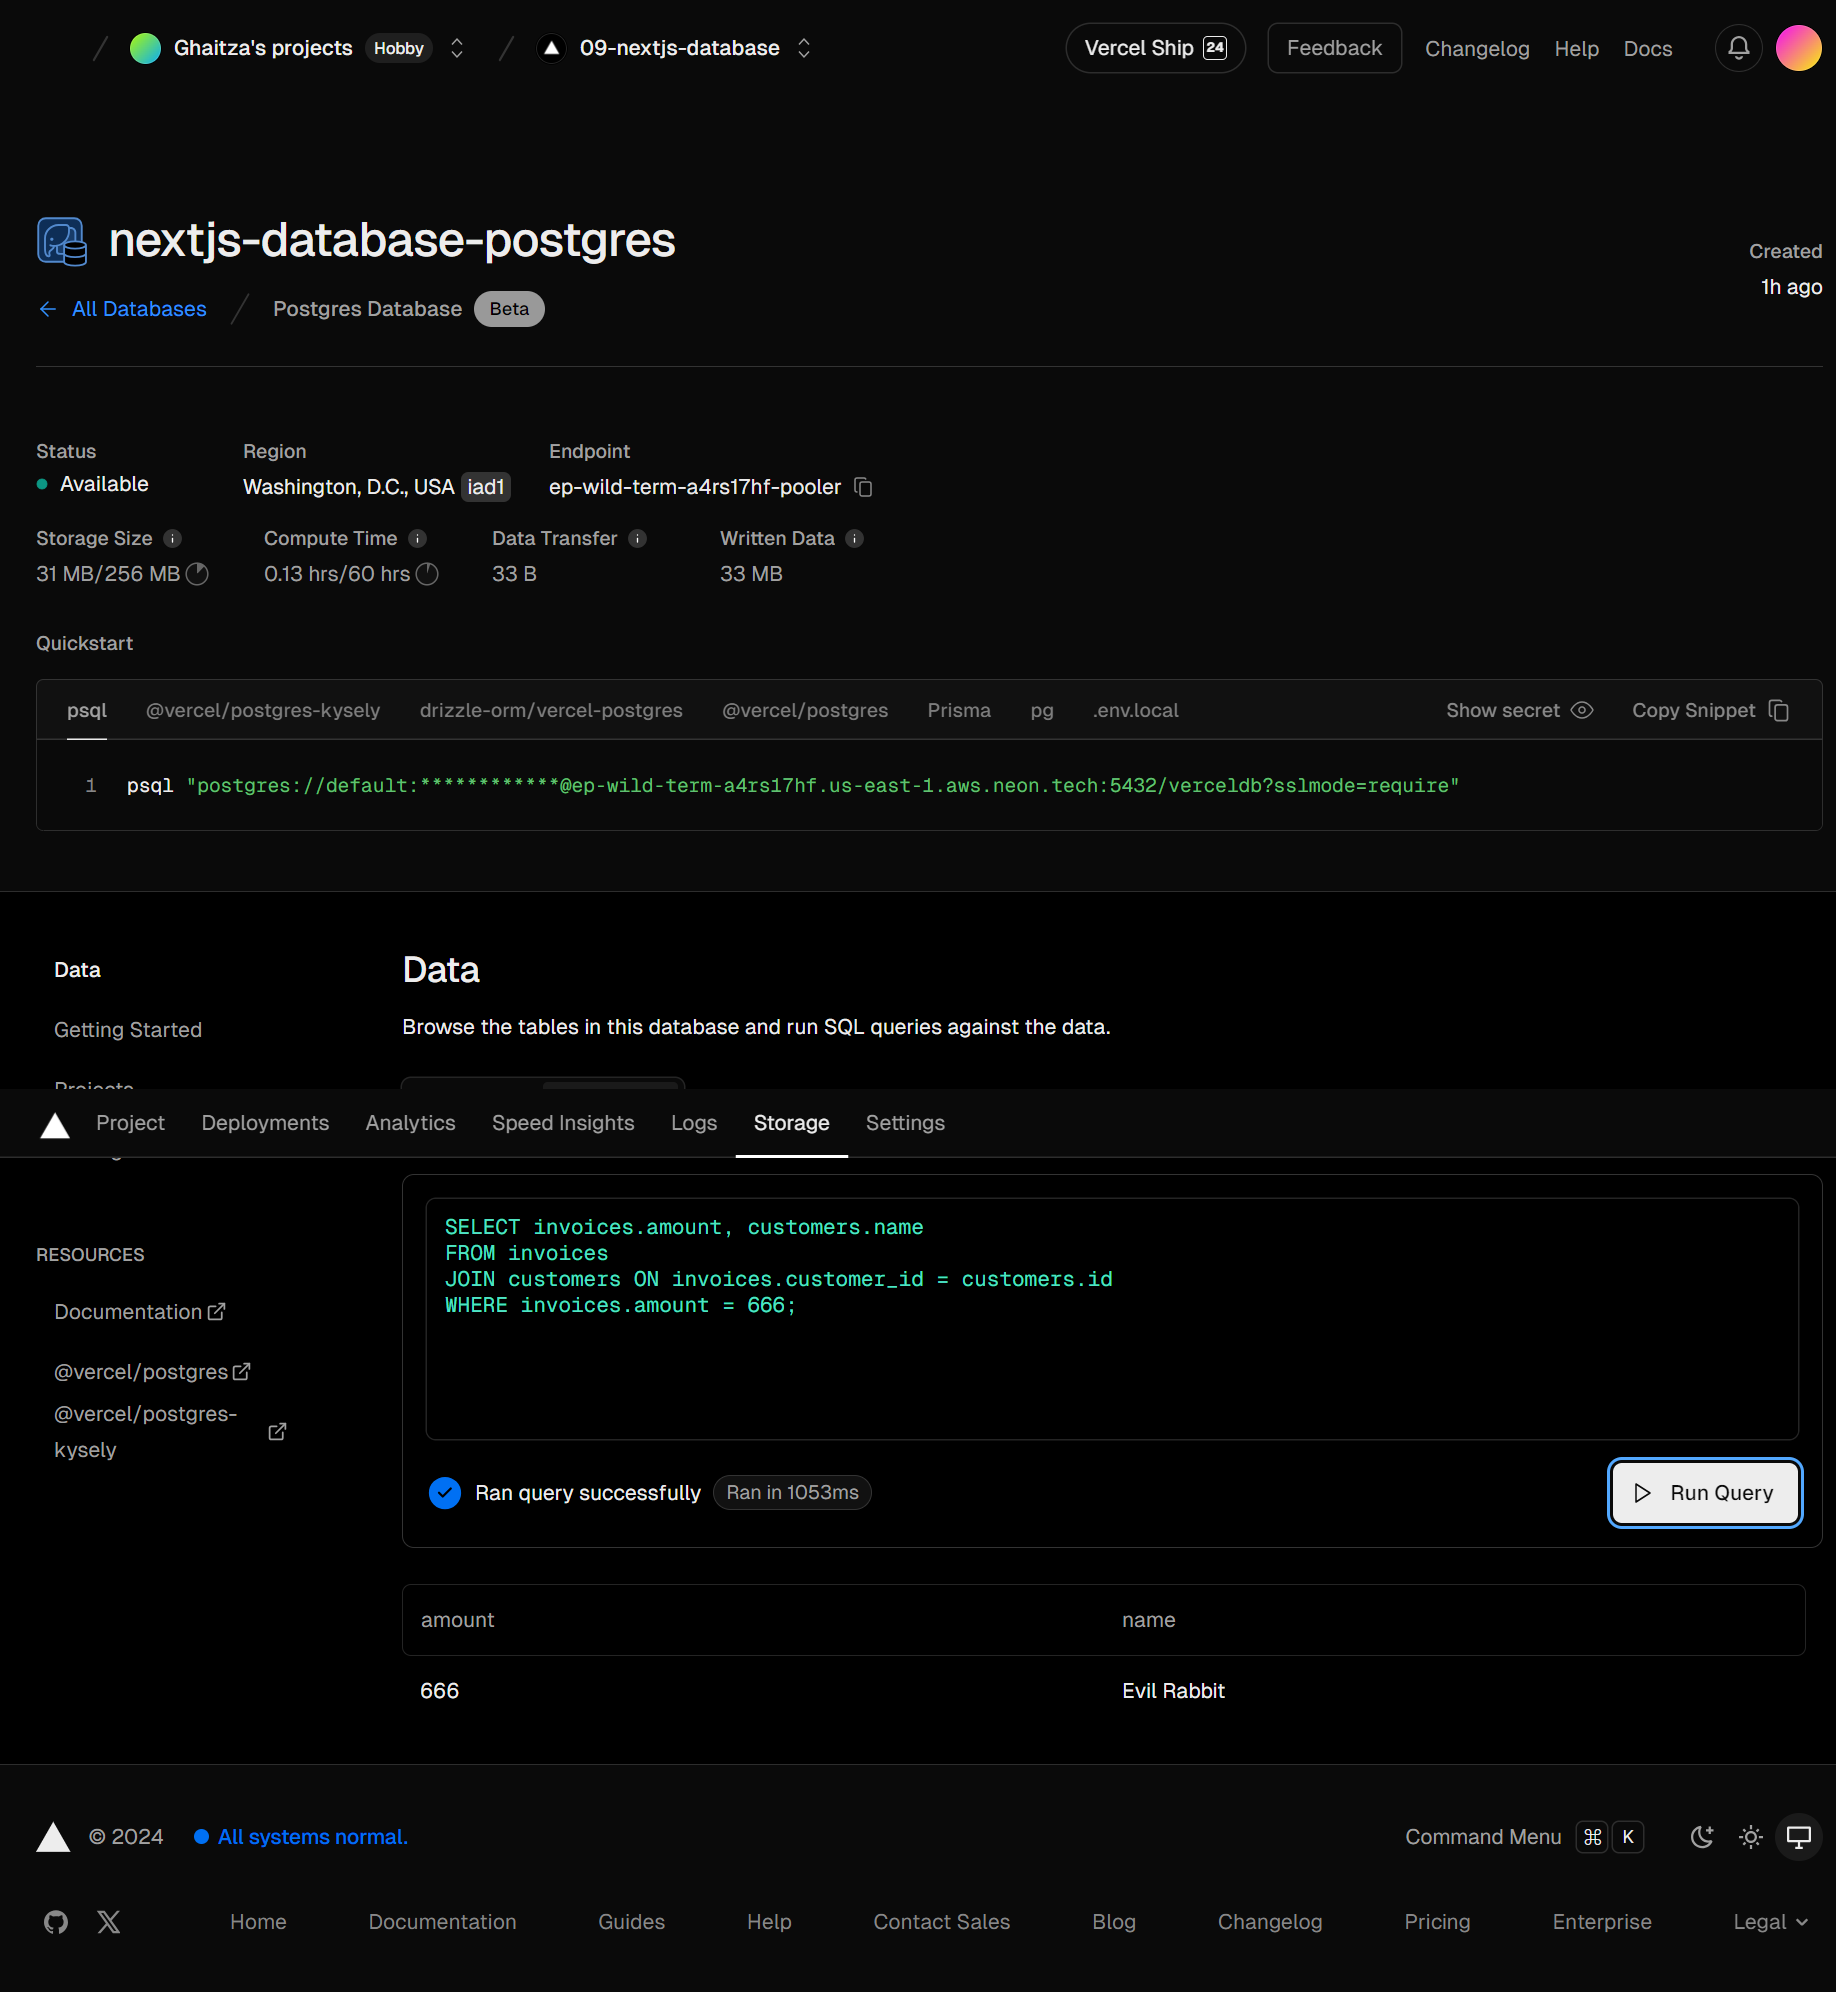 Ghaitza's projects Hobby 09-nextjs-database Vercel Ship 24 Feedback Changelog Help Docs
nextjs-database-postgres
Created
1h ago
All Databases Postgres Database Beta
Status Region Endpoint
Available Washington, D.C., USA iad1 ep-wild-term-a4rs17hf-pooler
Storage Size Compute Time Data Transfer Written Data
31 MB/256 MB 0.13 hrs/60 hrs 33 B 33 MB
Quickstart
psql @vercel/postgres-kysely drizzle-orm/vercel-postgres @vercel/postgres Prisma pg .env.local Show secret Copy Snippet
1 psql "postgres://default:************@ep-wild-term-a4rs17hf.us-east-1.aws.neon.tech:5432/verceldb?sslmode=require"
Data
Getting Started
Projects
Data
Browse the tables in this database and run SQL queries against the data.
Project Deployments Analytics Speed Insights Logs Storage Settings
RESOURCES
Documentation
@vercel/postgres
@vercel/postgres-
kysely
SELECT invoices.amount, customers.name
FROM invoices
JOIN customers ON invoices.customer_id = customers.id
WHERE invoices.amount = 666;
Ran query successfully Ran in 1053ms Run Query
amount name
666 Evil Rabbit
© 2024 All systems normal. Command Menu ⌘ K
Home Documentation Guides Help Contact Sales Blog Changelog Pricing Enterprise Legal